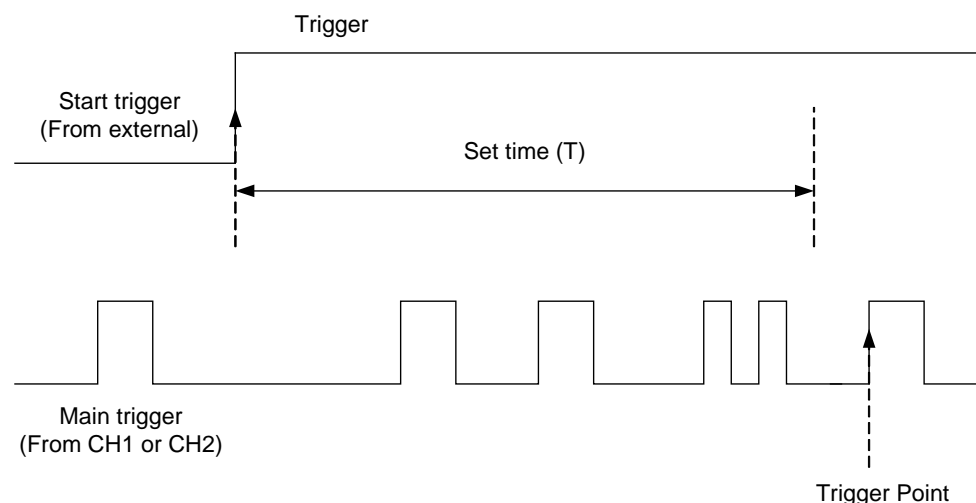 Trigger
Start trigger
(From external)
Set time (T)
Main trigger
(From CH1 or CH2)
Trigger Point